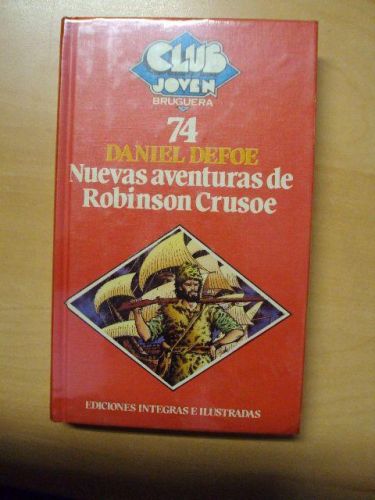 CLUB
JOVEN
BRUGUERA
74
DANIEL DEFOE
Nuevas aventuras de
Robinson Crusoe
EDICIONES INTEGRAS E ILUSTRADAS